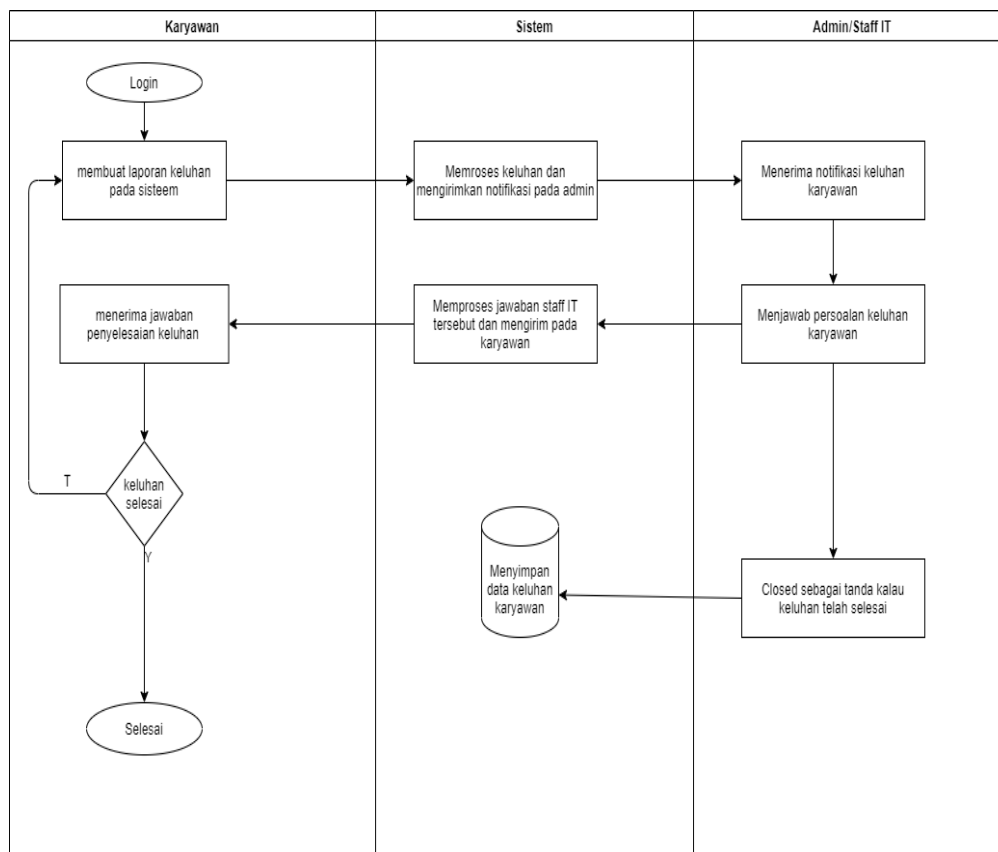 Karyawan
Sistem
Admin/Staff IT
Login
membuat laporan keluhan
pada sisteem
Memroses keluhan dan
mengirimkan notifikasi pada admin
Menerima notifikasi keluhan
karyawan
menerima jawaban
penyelesaian keluhan
Memproses jawaban staff IT
tersebut dan mengirim pada
karyawan
Menjawab persoalan keluhan
karyawan
T
keluhan
selesai
Y
Menyimpan
data keluhan
karyawan
Closed sebagai tanda kalau
keluhan telah selesai
Selesai